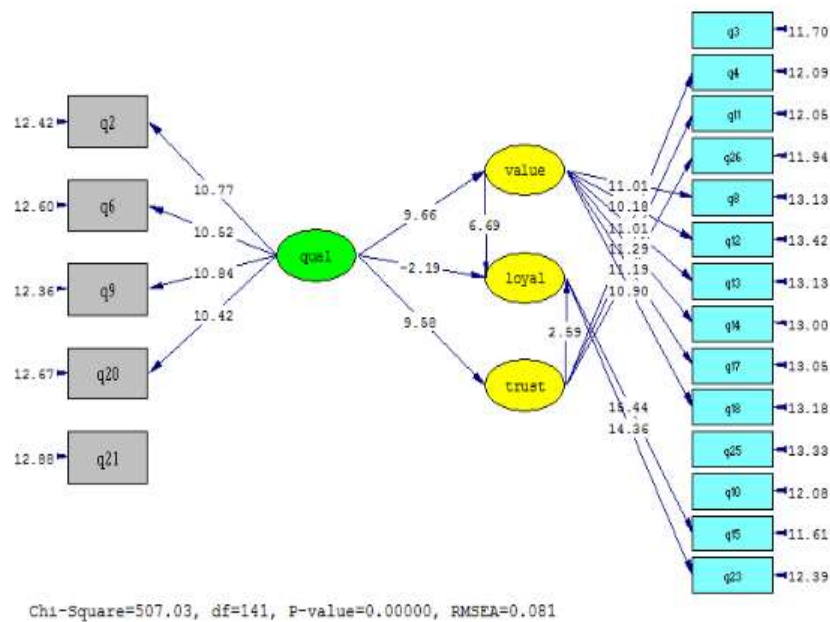 q3 11.70
q4 12.09
12.42 q2
q11 12.05
q26 11.94
value
10.77
11.01
q8 13.13
12.60 q6
10.18
9.66
6.69
11.01
q12 13.42
10.52
11.29
qual
-2.19
loyal
11.19
q13 13.13
12.36 q9
10.84
10.90
q14 13.00
10.42
9.58
2.59
q17 13.05
12.67 q20
trust
q18 13.18
14.36
12.88 q21
q25 13.33
q10 12.08
q15 11.61
q23 12.39
Chi-Square=507.03, df=141, P-value=0.00000, RMSEA=0.081